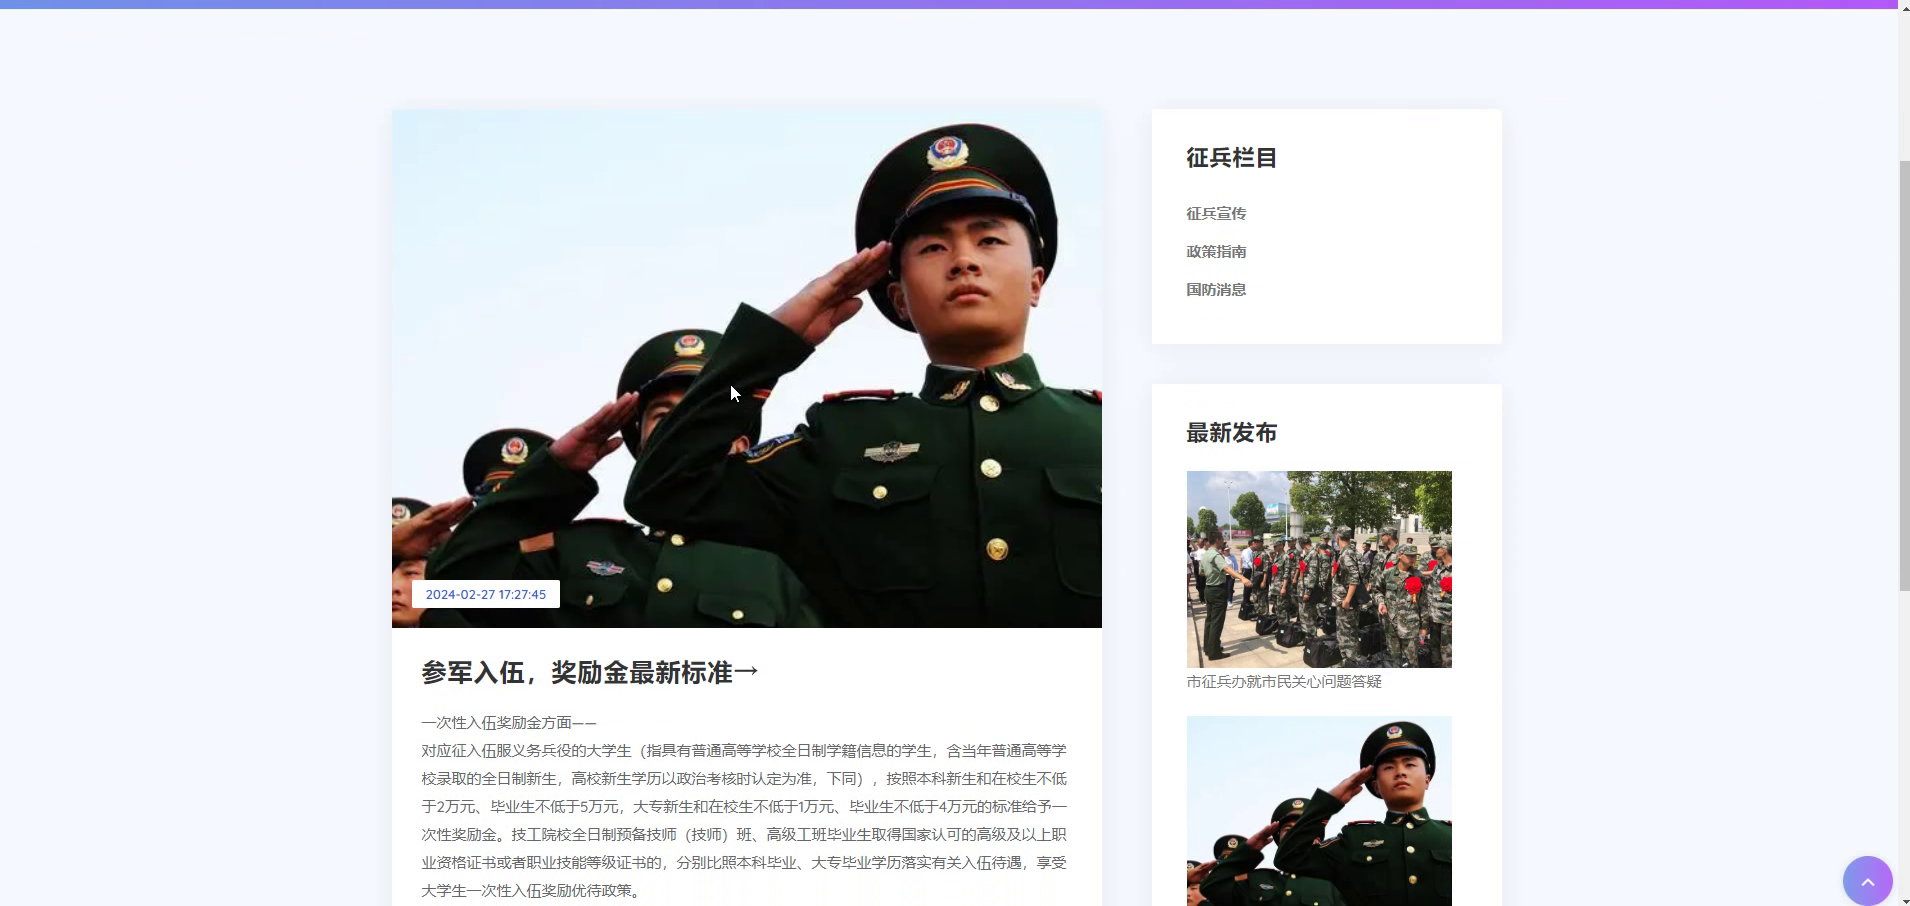 2024-02-27 17:27:45
参军入伍，奖励金最新标准→
一次性入伍奖励金方面——
对应征入伍服义务兵役的大学生（指具有普通高等学校全日制学籍信息的学生，含当年普通高等学
校录取的全日制新生，高校新生学历以政治考核时认定为准，下同），按照本科新生和在校生不低
于2万元、毕业生不低于5万元，大专新生和在校生不低于1万元、毕业生不低于4万元的标准给予一
次性奖励金。技工院校全日制预备技师（技师）班、高级工班毕业生取得国家认可的高级及以上职
业资格证书或者职业技能等级证书的，分别比照本科毕业、大专毕业学历落实有关入伍待遇，享受
大学生一次性入伍奖励优待政策。
征兵栏目
征兵宣传
政策指南
国防消息
最新发布
市征兵办就市民关心问题答疑